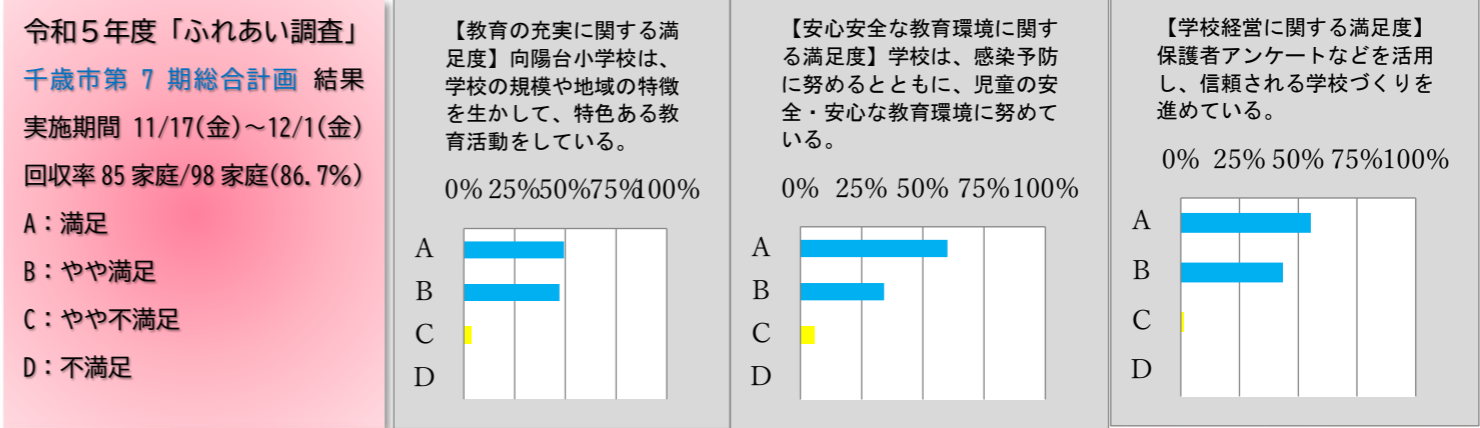 令和５年度「ふれあい調査」
千歳市第 7 期総合計画 結果
実施期間 11/17(金)～12/1(金)
回収率 85 家庭/98 家庭(86.7%)
A：満足
B：やや満足
C：やや不満足
D：不満足
【教育の充実に関する満
足度】向陽台小学校は、
学校の規模や地域の特徴
を生かして、特色ある教
育活動をしている。
0% 25%50%75%100%
A
B
C
D
【安心安全な教育環境に関す
る満足度】学校は、感染予防
に努めるとともに、児童の安
全・安心な教育環境に努めて
いる。
0% 25% 50% 75%100%
A
B
C
D
【学校経営に関する満足度】
保護者アンケートなどを活用
し、信頼される学校づくりを
進めている。
0% 25% 50% 75%100%
A
B
C
D